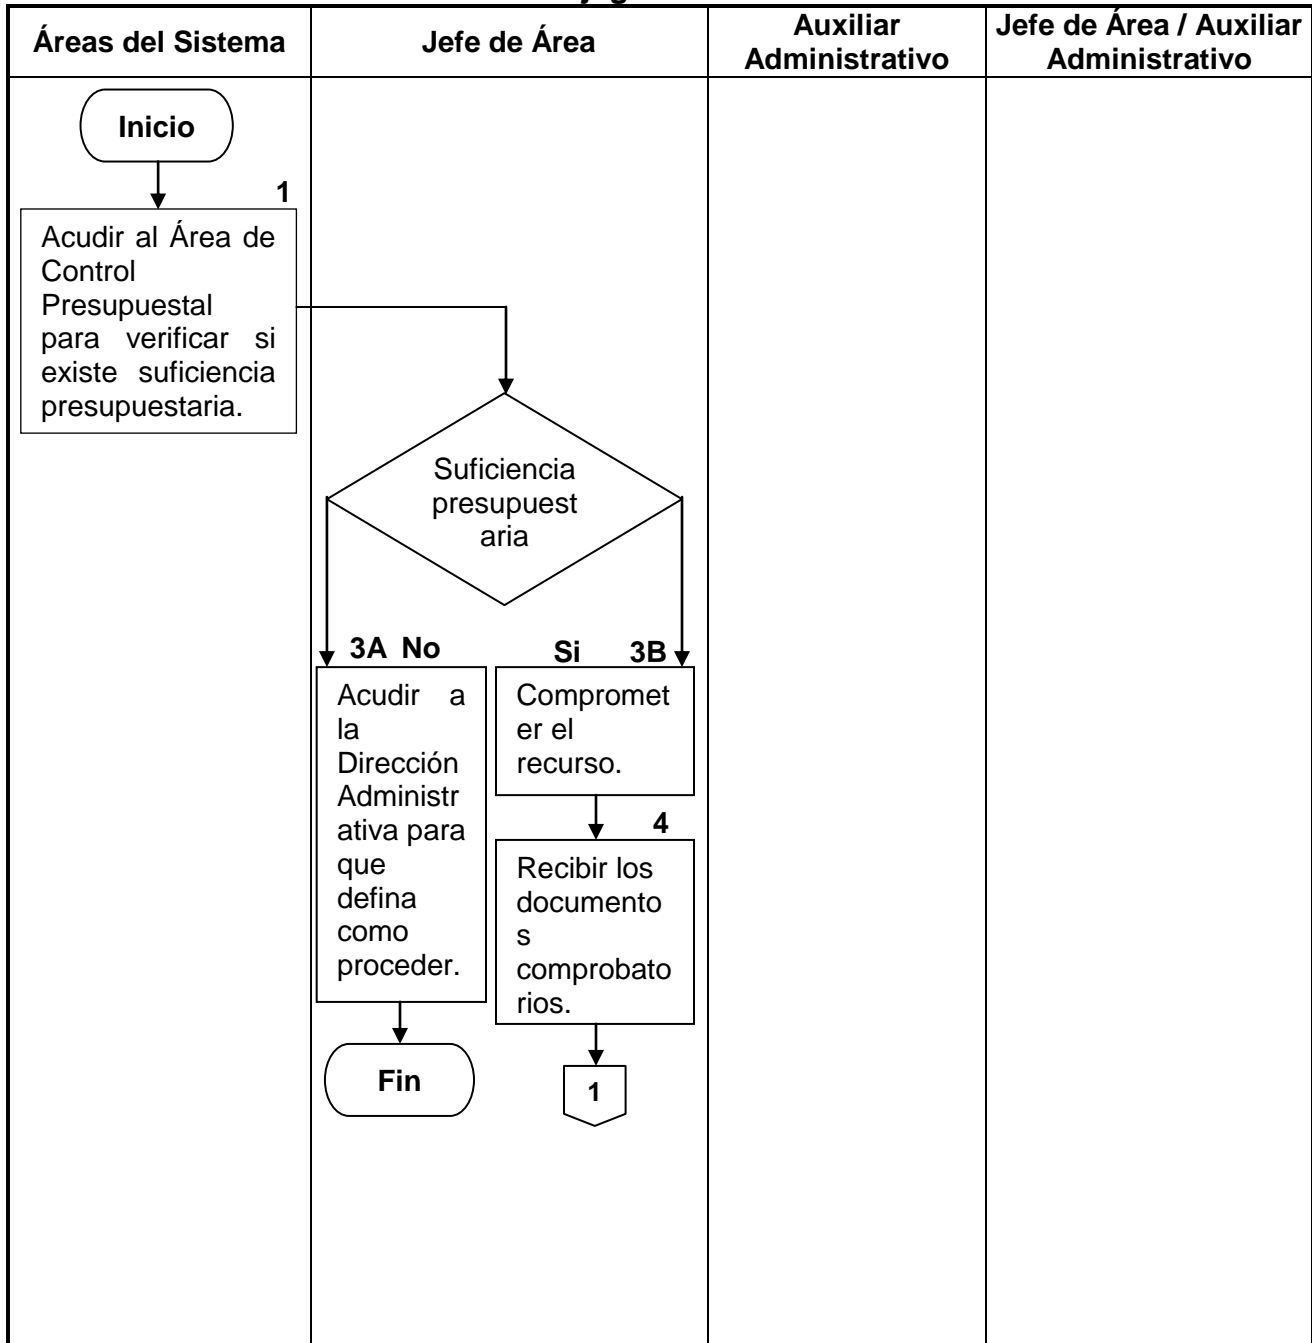 Áreas del Sistema
Jefe de Área
Auxiliar
Administrativo
Jefe de Área / Auxiliar
Administrativo
Inicio
1
Acudir al Área de
Control
Presupuestal
para verificar si
existe suficiencia
presupuestaria.
Suficiencia
presupuest
aria
3A No
Si 3B
Acudir a
la
Dirección
Administr
ativa para
que
defina
como
proceder.
Fin
Compromet
er el
recurso.
4
Recibir los
documento
s
comprobato
rios.
1